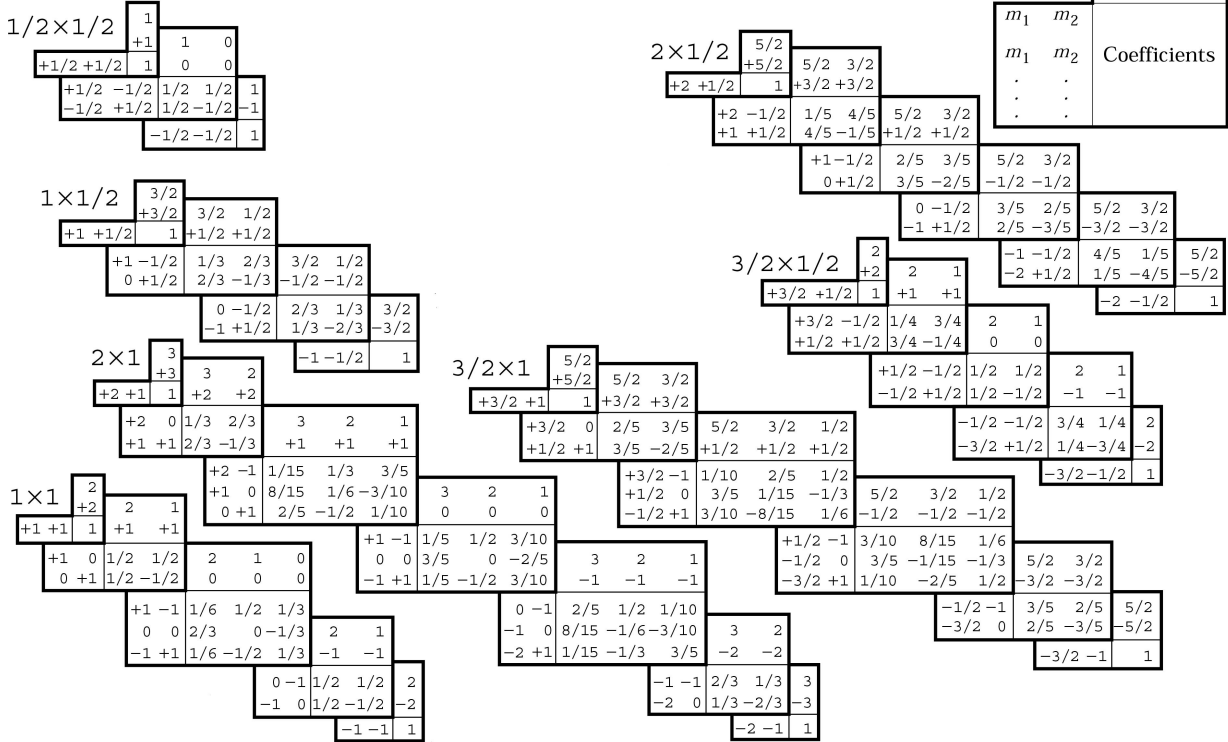 1/2×1/2
1
+1 1 0
+1/2 +1/2 1 0 0
+1/2 −1/2 1/2 1/2 1
−1/2 +1/2 1/2 −1/2 −1
−1/2 −1/2 1
1×1/2
3/2
+3/2 3/2 1/2
+1 +1/2 1 +1/2 +1/2
+1 −1/2 1/3 2/3 3/2 1/2
0 +1/2 2/3 −1/3 −1/2 −1/2
0 −1/2 2/3 1/3 3/2
−1 +1/2 1/3 −2/3 −3/2
−1 −1/2 1
2×1
3
+3 3 2
+2 +1 1 +2 +2
+2 0 1/3 2/3 3 2 1
+1 +1 2/3 −1/3 +1 +1 +1
+2 −1 1/15 1/3 3/5
+1 0 8/15 1/6 −3/10 3 2 1
0 +1 2/5 −1/2 1/10 0 0 0
+1 −1 1/5 1/2 3/10
0 0 3/5 0 −2/5 3 2 1
−1 +1 1/5 −1/2 3/10 −1 −1 −1
0 −1 2/5 1/2 1/10
−1 0 8/15 −1/6 −3/10 3 2
−2 +1 1/15 −1/3 3/5 −2 −2
−1 −1 2/3 1/3 3
−2 0 1/3 −2/3 −3
−2 −1 1
1×1
2
+2 2 1
+1 +1 1 +1 +1
+1 0 1/2 1/2 2 1 0
0 +1 1/2 −1/2 0 0 0
+1 −1 1/6 1/2 1/3
0 0 2/3 0 −1/3 2 1
−1 +1 1/6 −1/2 1/3 −1 −1
0 −1 1/2 1/2 2
−1 0 1/2 −1/2 −2
−1 −1 1
2×1/2
5/2
+5/2 5/2 3/2
+2 +1/2 1 +3/2 +3/2
+2 −1/2 1/5 4/5 5/2 3/2
+1 +1/2 4/5 −1/5 +1/2 +1/2
+1 −1/2 2/5 3/5 5/2 3/2
0 +1/2 3/5 −2/5 −1/2 −1/2
0 −1/2 3/5 2/5 5/2 3/2
−1 +1/2 2/5 −3/5 −3/2 −3/2
−1 −1/2 4/5 1/5 5/2
−2 +1/2 1/5 −4/5 −5/2
−2 −1/2 1
3/2×1/2
2
+2 2 1
+3/2 +1/2 1 +1 +1
+3/2 −1/2 1/4 3/4 2 1
+1/2 +1/2 3/4 −1/4 0 0
+1/2 −1/2 1/2 1/2 2 1
−1/2 +1/2 1/2 −1/2 −1 −1
−1/2 −1/2 3/4 1/4 2
−3/2 +1/2 1/4 −3/4 −2
−3/2 −1/2 1
3/2×1
5/2
+5/2 5/2 3/2
+3/2 +1 1 +3/2 +3/2
+3/2 0 2/5 3/5 5/2 3/2 1/2
+1/2 +1 3/5 −2/5 +1/2 +1/2 +1/2
+3/2 −1 1/10 2/5 1/2
+1/2 0 3/5 1/15 −1/3 5/2 3/2 1/2
−1/2 +1 3/10 −8/15 1/6 −1/2 −1/2 −1/2
+1/2 −1 3/10 8/15 1/6
−1/2 0 3/5 −1/15 −1/3 5/2 3/2
−3/2 +1 1/10 −2/5 1/2 −3/2 −3/2
−1/2 −1 3/5 2/5 5/2
−3/2 0 2/5 −3/5 −5/2
−3/2 −1 1
m1 m2
m1 m2 Coefficients
. .
. .
. .